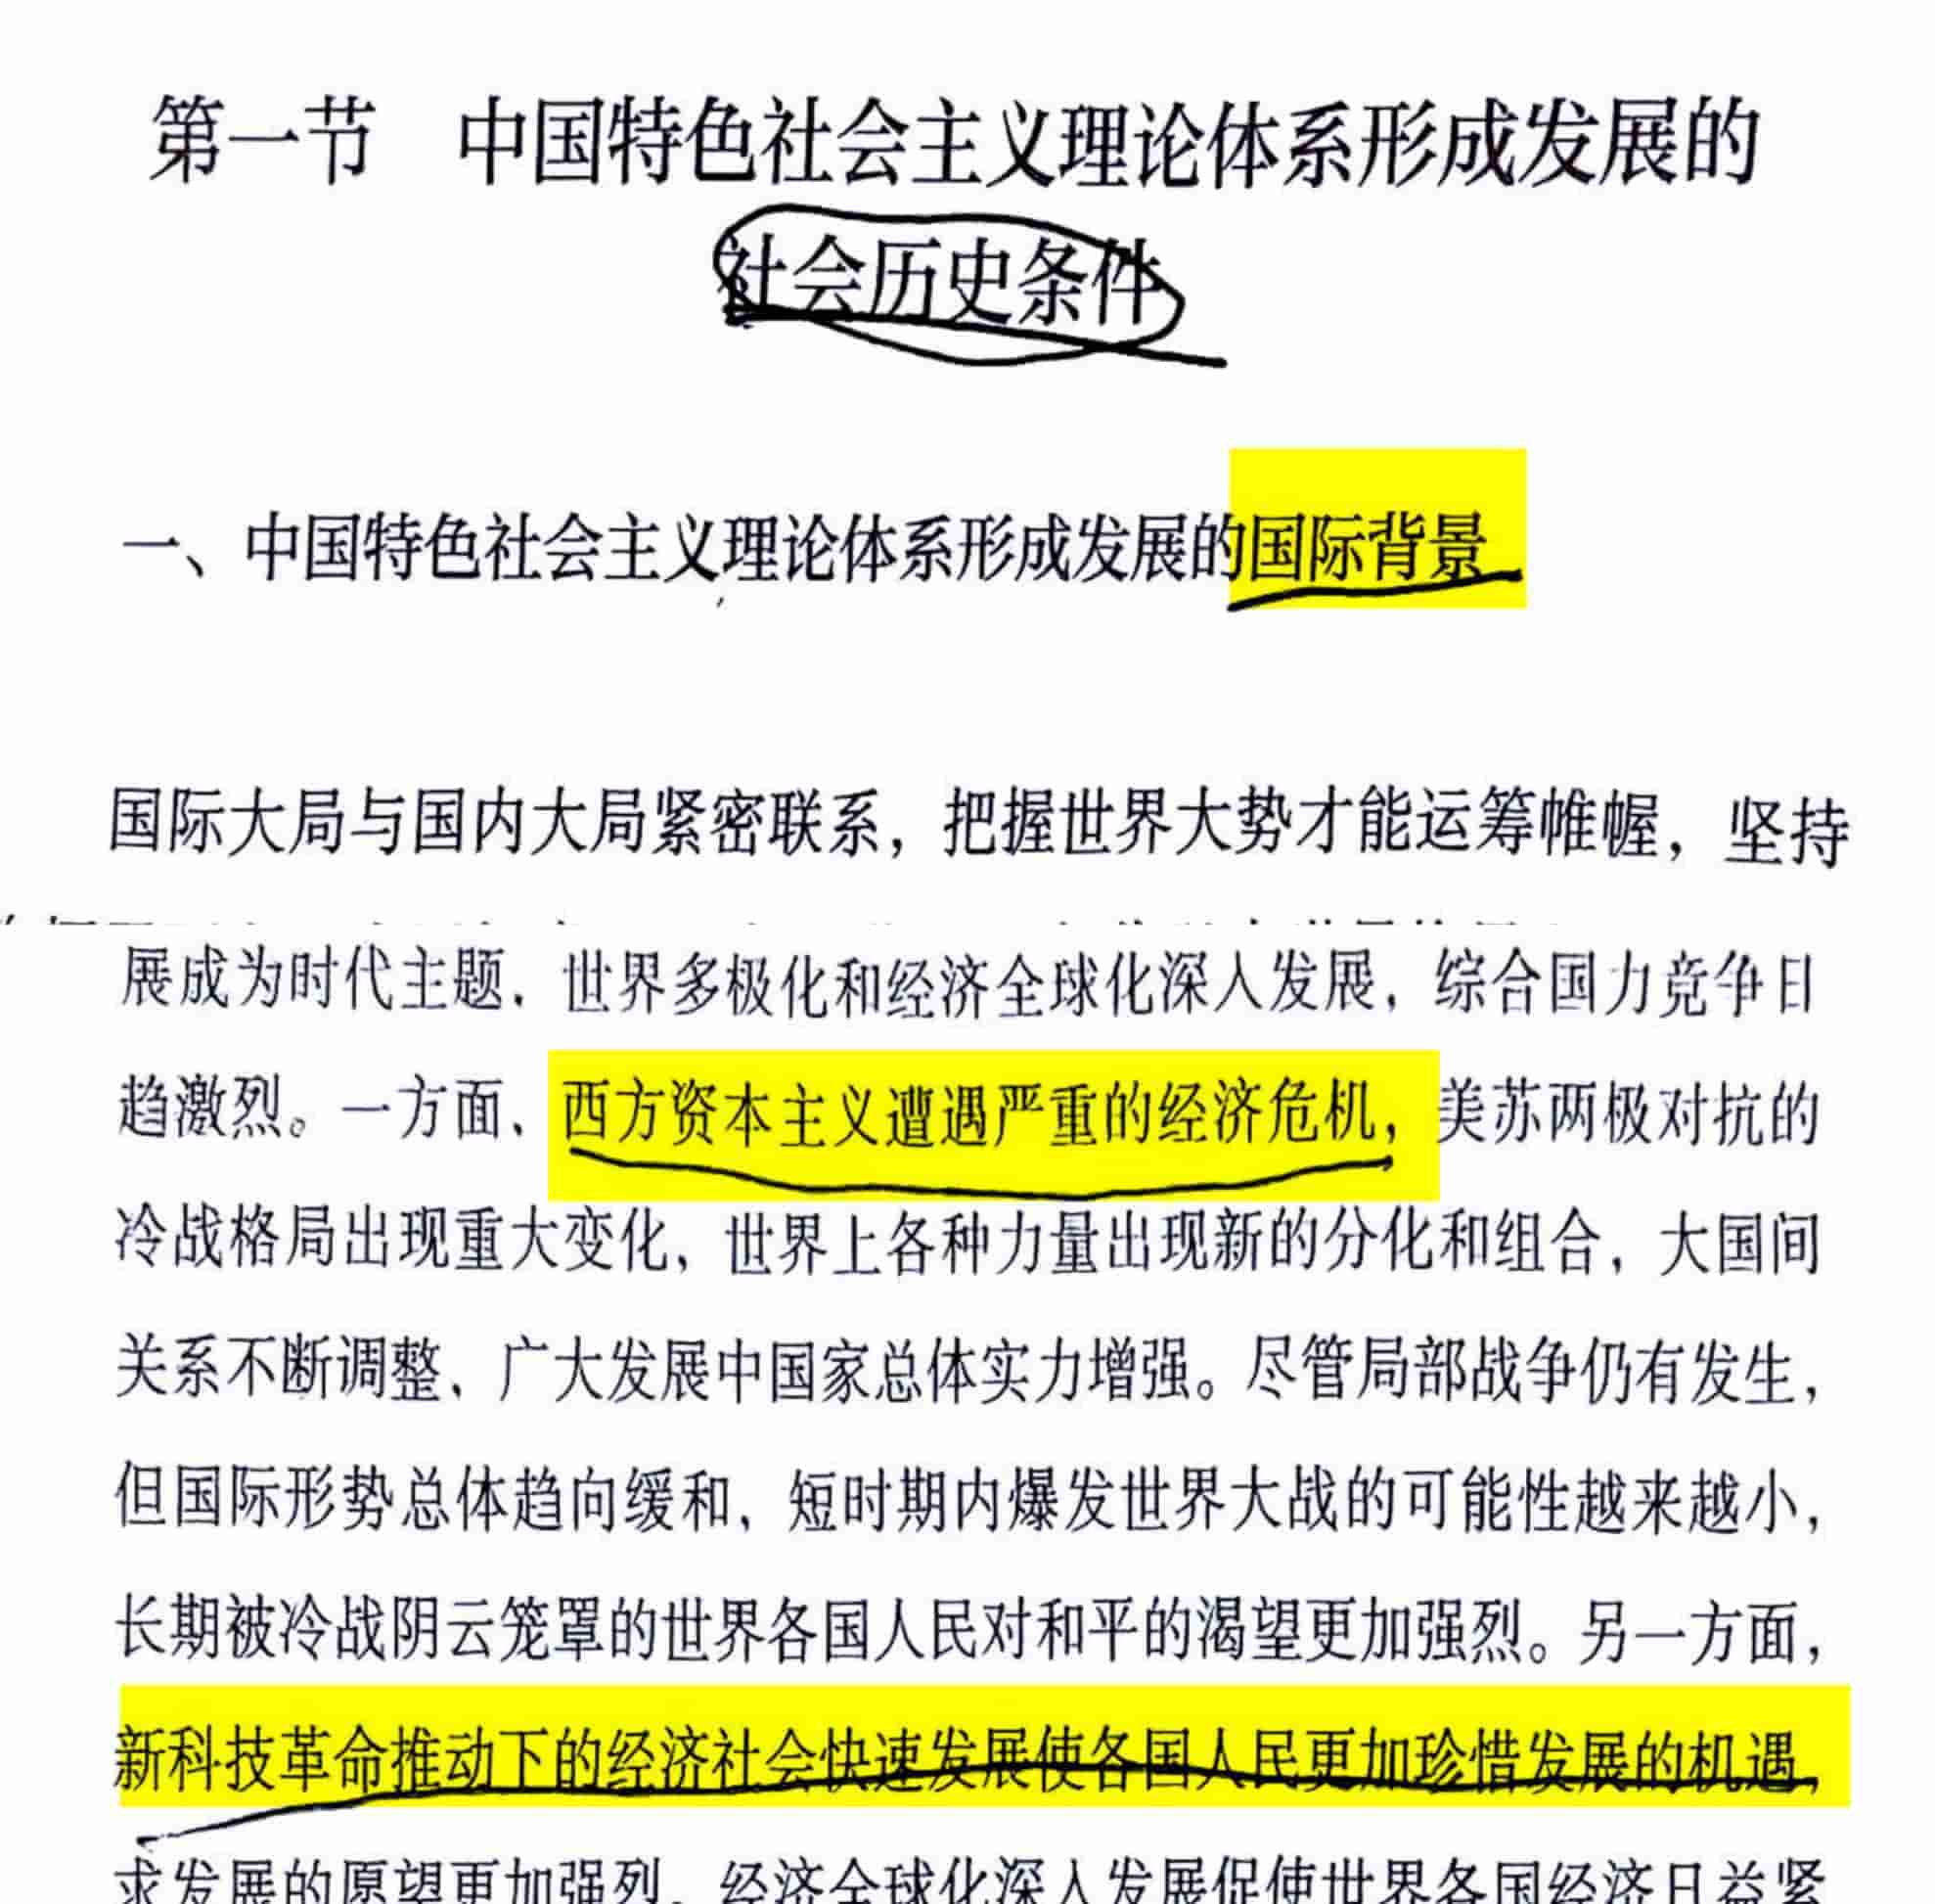 第一节 中国特色社会主义理论体系形成发展的
社会历史条件
一、中国特色社会主义理论体系形成发展的国际背景
国际大局与国内大局紧密联系，把握世界大势才能运筹帷幄，坚持
展成为时代主题，世界多极化和经济全球化深入发展，综合国力竞争日
趋激烈。一方面，西方资本主义遭遇严重的经济危机，美苏两极对抗的
冷战格局出现重大变化，世界上各种力量出现新的分化和组合，大国间
关系不断调整，广大发展中国家总体实力增强。尽管局部战争仍有发生，
但国际形势总体趋向缓和，短时期内爆发世界大战的可能性越来越小，
长期被冷战阴云笼罩的世界各国人民对和平的渴望更加强烈。另一方面，
新科技革命推动下的经济社会快速发展使各国人民更加珍惜发展的机遇，
求发展的愿望更加强烈。经济全球化深入发展促使世界各国经济日益紧